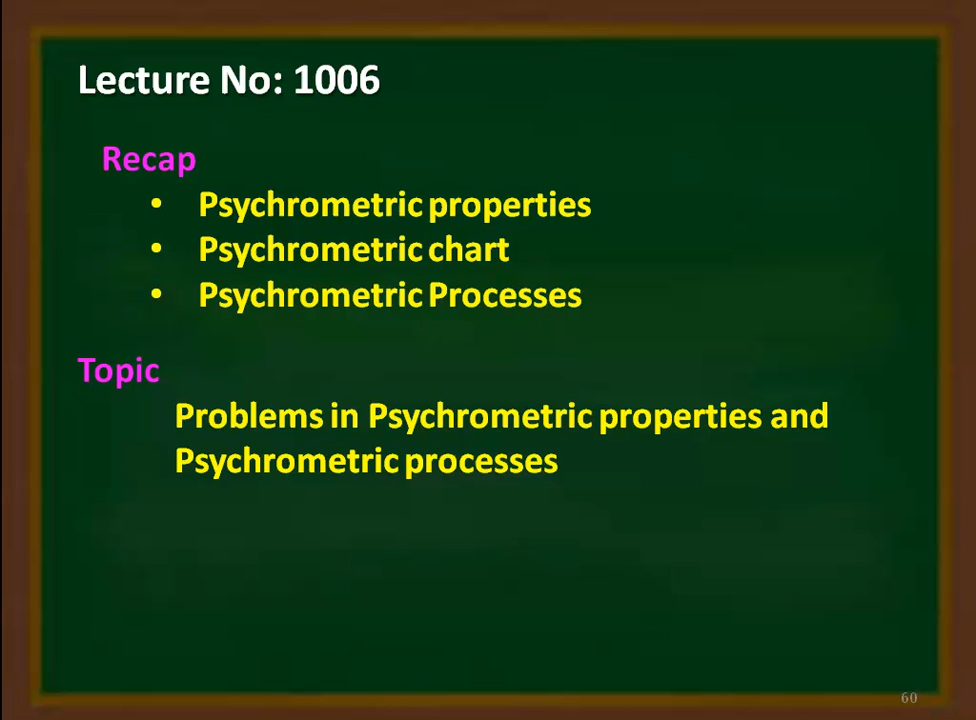 Lecture No: 1006
Recap
• Psychrometric properties
• Psychrometric chart
• Psychrometric Processes
Topic
Problems in Psychrometric properties and
Psychrometric processes
60